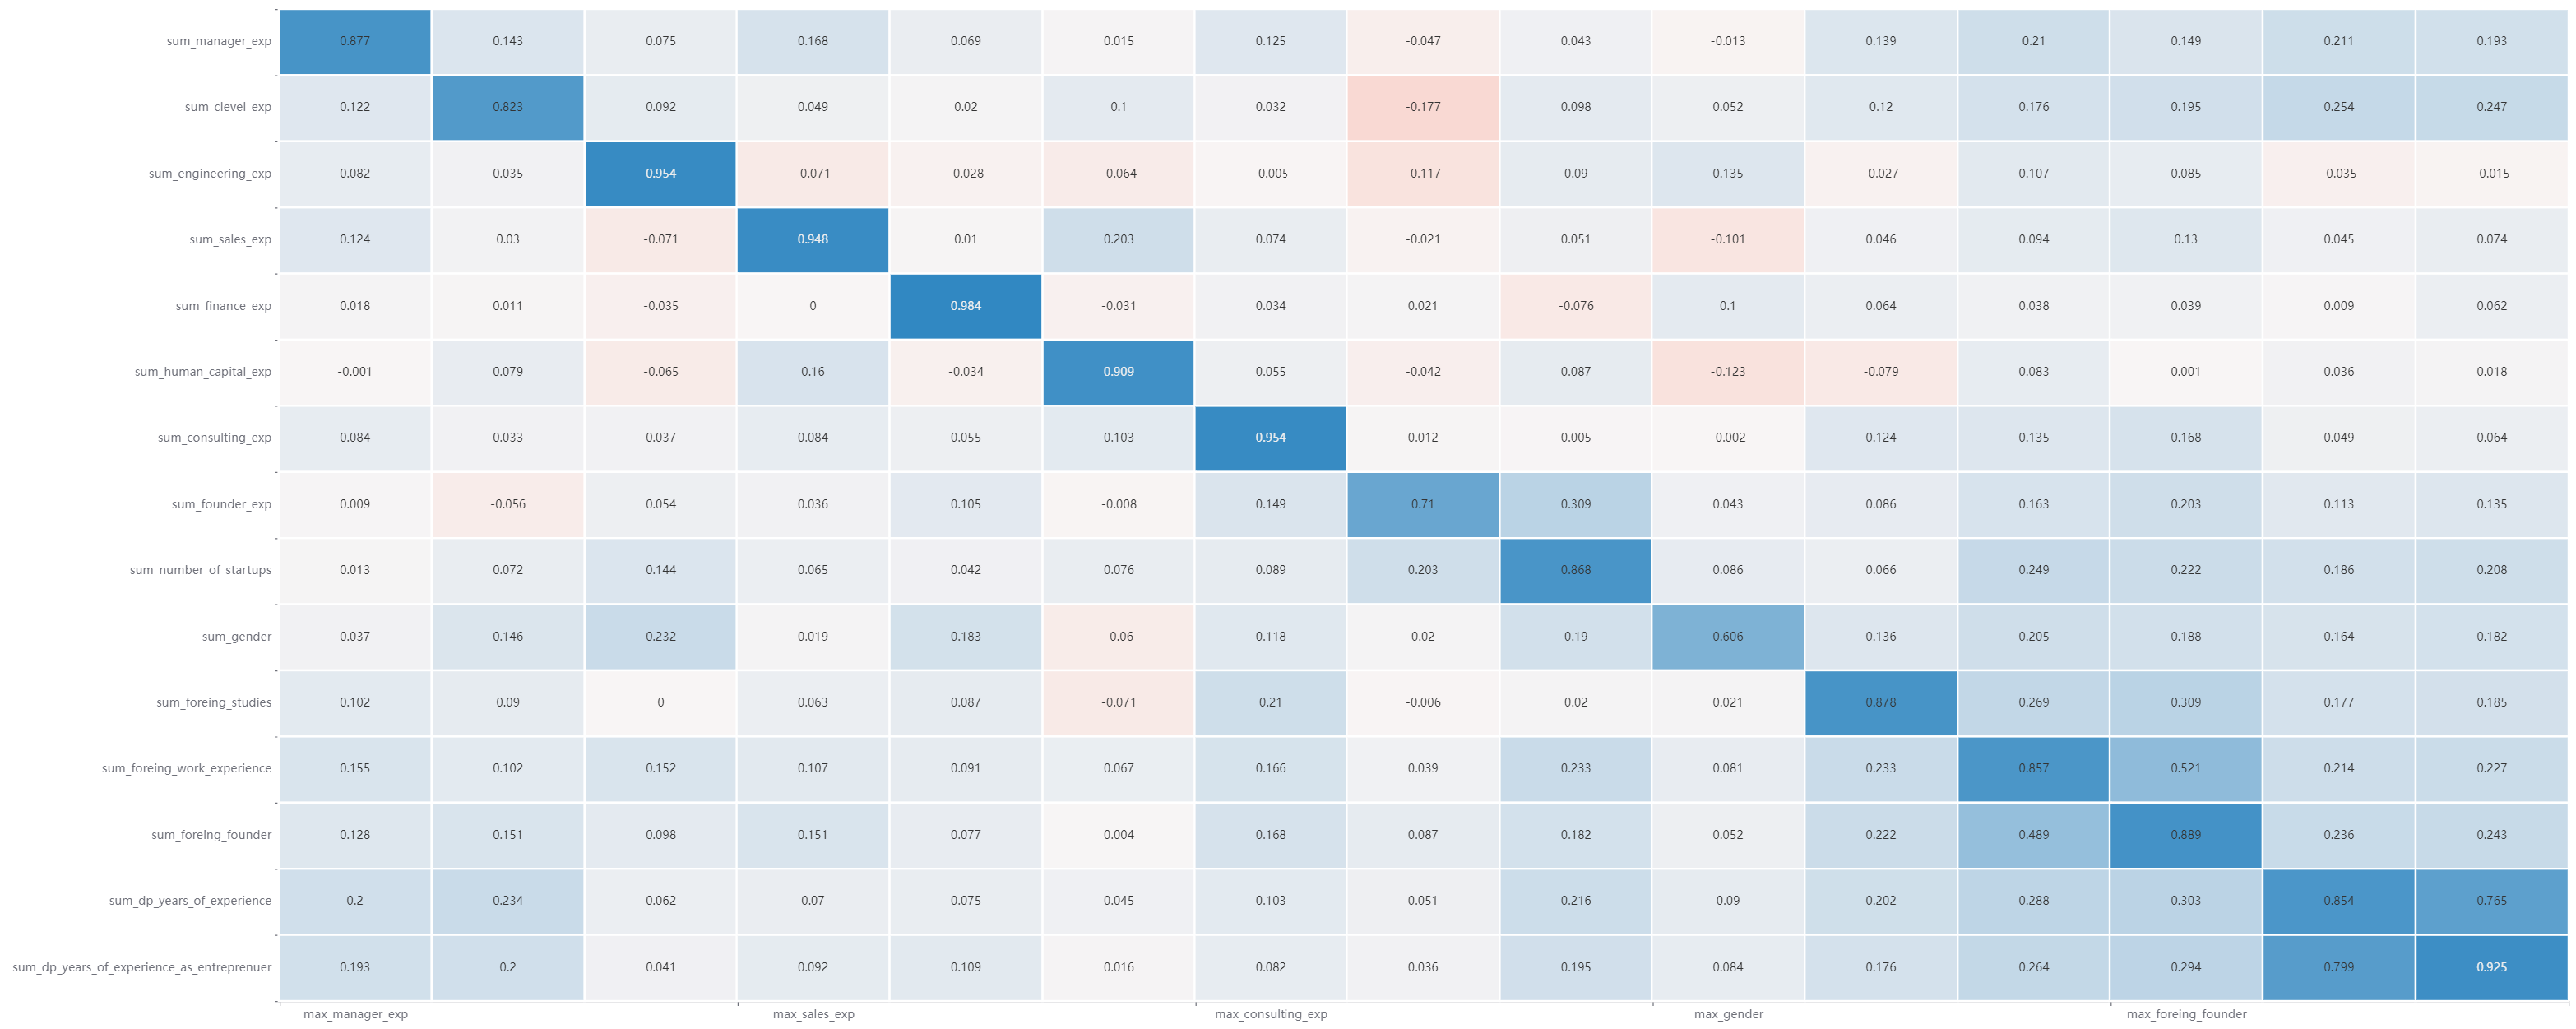 sum_manager_exp 0.877 0.143 0.075 0.168 0.069 0.015 0.125 -0.047 0.043 -0.013 0.139 0.21 0.149 0.211 0.193
sum_clevel_exp 0.122 0.823 0.092 0.049 0.02 0.1 0.032 -0.177 0.098 0.052 0.12 0.176 0.195 0.254 0.247
sum_engineering_exp 0.082 0.035 0.954 -0.071 -0.028 -0.064 -0.005 -0.117 0.09 0.135 -0.027 0.107 0.085 -0.035 -0.015
sum_sales_exp 0.124 0.03 -0.071 0.948 0.01 0.203 0.074 -0.021 0.051 -0.101 0.046 0.094 0.13 0.045 0.074
sum_finance_exp 0.018 0.011 -0.035 0 0.984 -0.031 0.034 0.021 -0.076 0.1 0.064 0.038 0.039 0.009 0.062
sum_human_capital_exp -0.001 0.079 -0.065 0.16 -0.034 0.909 0.055 -0.042 0.087 -0.123 -0.079 0.083 0.001 0.036 0.018
sum_consulting_exp 0.084 0.033 0.037 0.084 0.055 0.103 0.954 0.012 0.005 -0.002 0.124 0.135 0.168 0.049 0.064
sum_founder_exp 0.009 -0.056 0.054 0.036 0.105 -0.008 0.149 0.71 0.309 0.043 0.086 0.163 0.203 0.113 0.135
sum_number_of_startups 0.013 0.072 0.144 0.065 0.042 0.076 0.089 0.203 0.868 0.086 0.066 0.249 0.222 0.186 0.208
sum_gender 0.037 0.146 0.232 0.019 0.183 -0.06 0.118 0.02 0.19 0.606 0.136 0.205 0.188 0.164 0.182
sum_foreing_studies 0.102 0.09 0 0.063 0.087 -0.071 0.21 -0.006 0.02 0.021 0.878 0.269 0.309 0.177 0.185
sum_foreing_work_experience 0.155 0.102 0.152 0.107 0.091 0.067 0.166 0.039 0.233 0.081 0.233 0.857 0.521 0.214 0.227
sum_foreing_founder 0.128 0.151 0.098 0.151 0.077 0.004 0.168 0.087 0.182 0.052 0.222 0.489 0.889 0.236 0.243
sum_dp_years_of_experience 0.2 0.234 0.062 0.07 0.075 0.045 0.103 0.051 0.216 0.09 0.202 0.288 0.303 0.854 0.765
sum_dp_years_of_experience_as_entreprenuer 0.193 0.2 0.041 0.092 0.109 0.016 0.082 0.036 0.195 0.084 0.176 0.264 0.294 0.799 0.925
max_manager_exp max_sales_exp max_consulting_exp max_gender max_foreing_founder